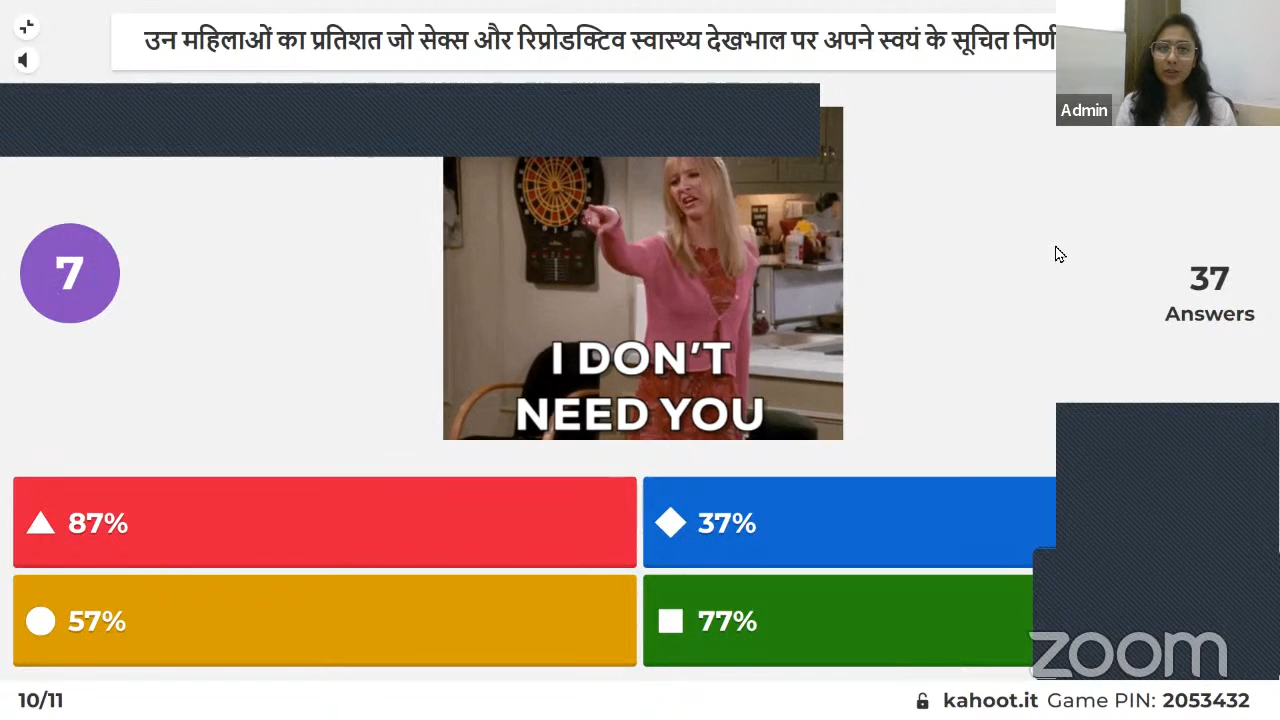 उन महिलाओं का प्रतिशत जो सेक्स और रिप्रोडक्टिव स्वास्थ्य देखभाल पर अपने स्वयं के सूचित
Admin
7
37
Answers
I DON'T
NEED YOU
87%
37%
57%
77%
zoom
10/11
kahoot.it Game PIN: 2053432